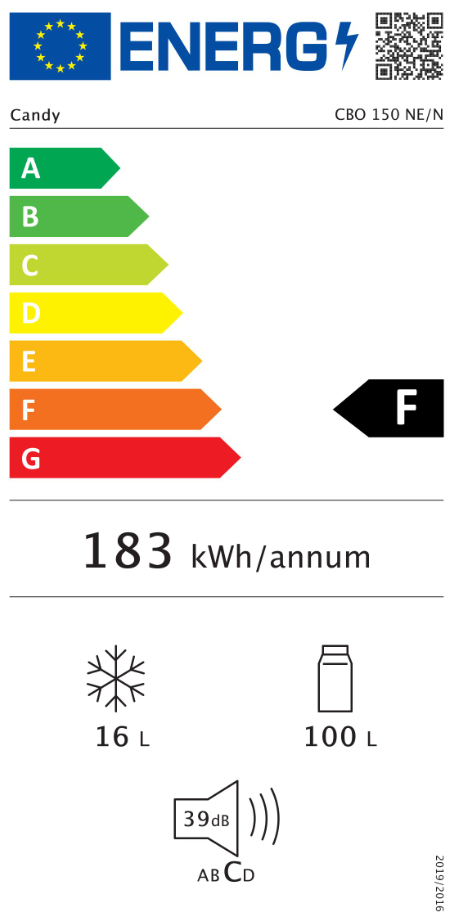 ENERG
Candy CBO 150 NE/N
A
B
C
D
E
F F
G
183 kWh/annum
16 L 100 L
39dB
ABCD
2019/2016